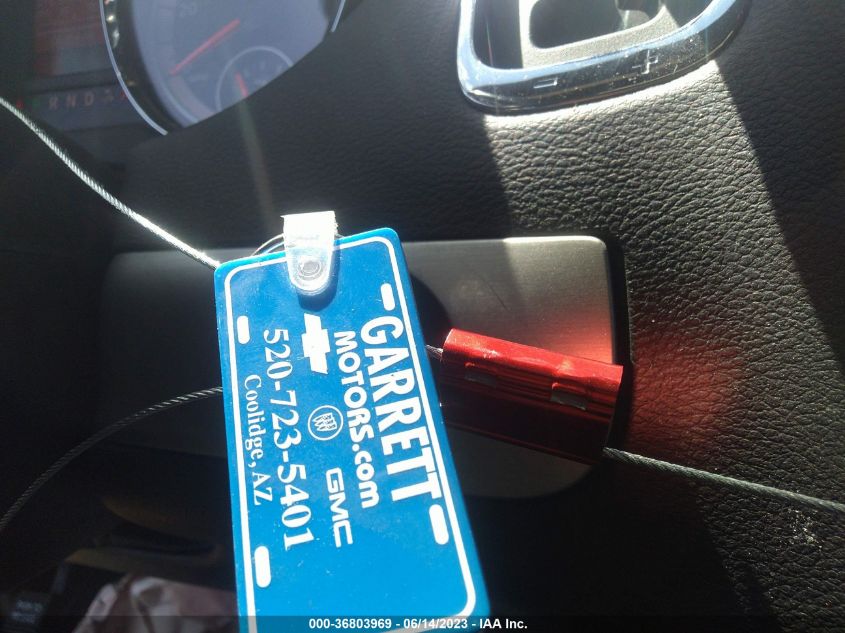 GARRETT
MOTORS.com
GMC
520-723-5401
Coolidge, AZ
R N D
000-36803969 - 06/14/2023 - IAA Inc.